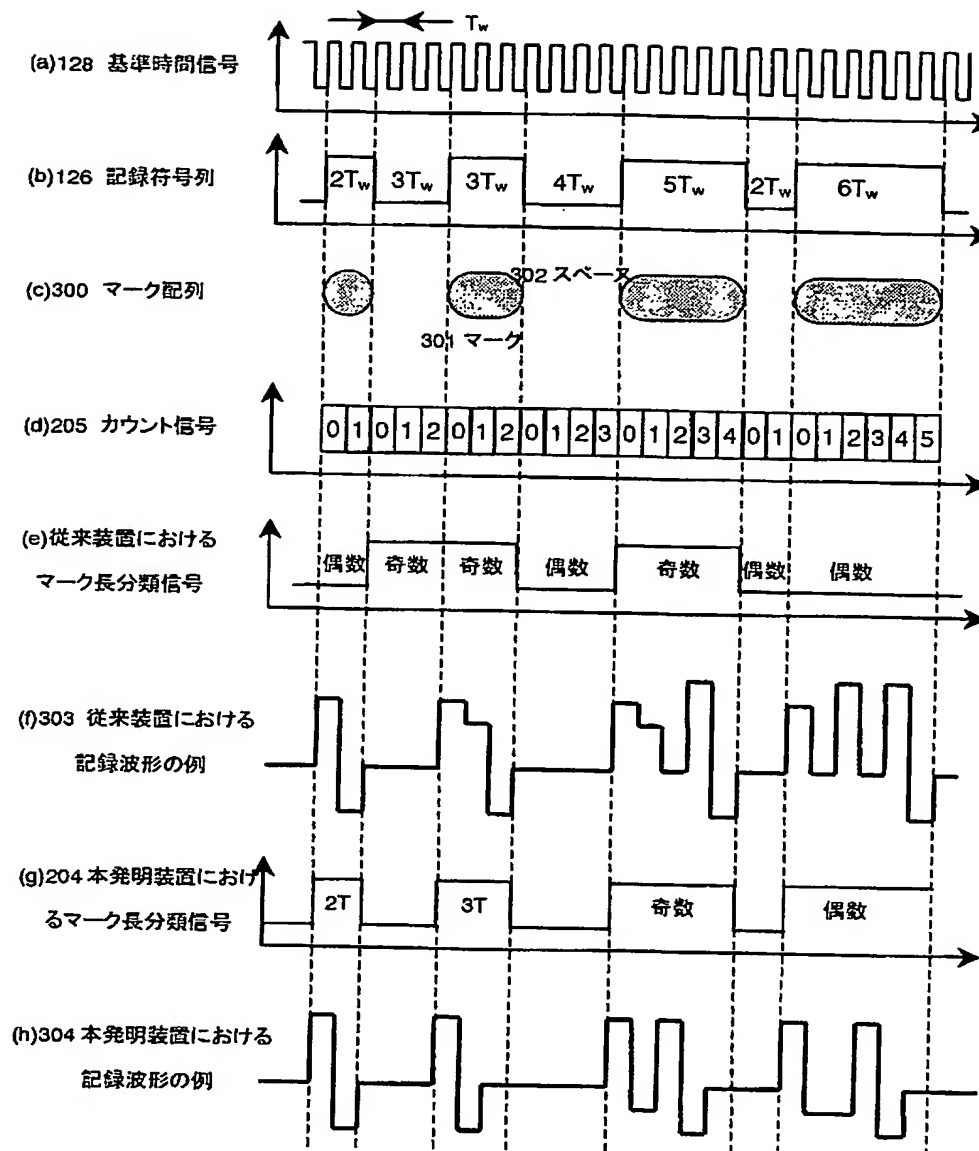 Tw
(a)128 基準時間信号
(b)126 記録符号列
2Tw 3Tw 3Tw 4Tw 5Tw 2Tw 6Tw
(c)300 マーク配列
302 スペース
301 マーク
(d)205 カウント信号
0 1 0 1 2 0 1 2 0 1 2 3 0 1 2 3 4 0 1 0 1 2 3 4 5
(e)従来装置における
マーク長分類信号
偶数 奇数 奇数 偶数 奇数 偶数 偶数
(f)303 従来装置における
記録波形の例
(g)204 本発明装置におけ
るマーク長分類信号
2T 3T 奇数 偶数
(h)304 本発明装置における
記録波形の例